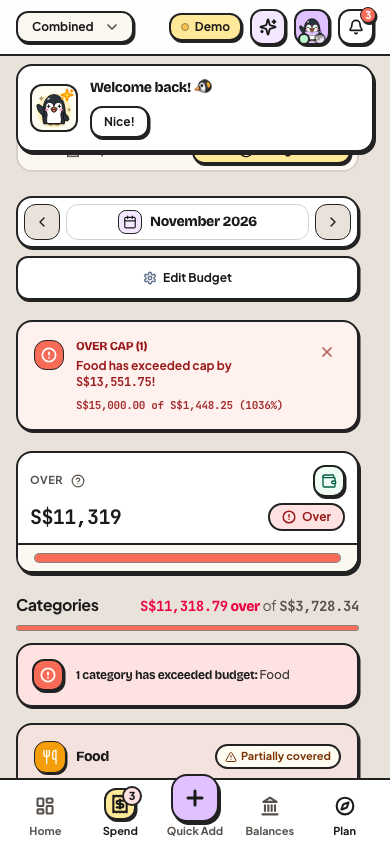 Combined
Demo
3
Welcome back!
Nice!
November 2026
Edit Budget
OVER CAP (1)
Food has exceeded cap by
S$13,551.75!
S$15,000.00 of S$1,448.25 (1036%)
OVER
S$11,319
Over
Categories
S$11,318.79 over of S$3,728.34
1 category has exceeded budget: Food
Food
Partially covered
3
Home
Spend
Quick Add
Balances
Plan